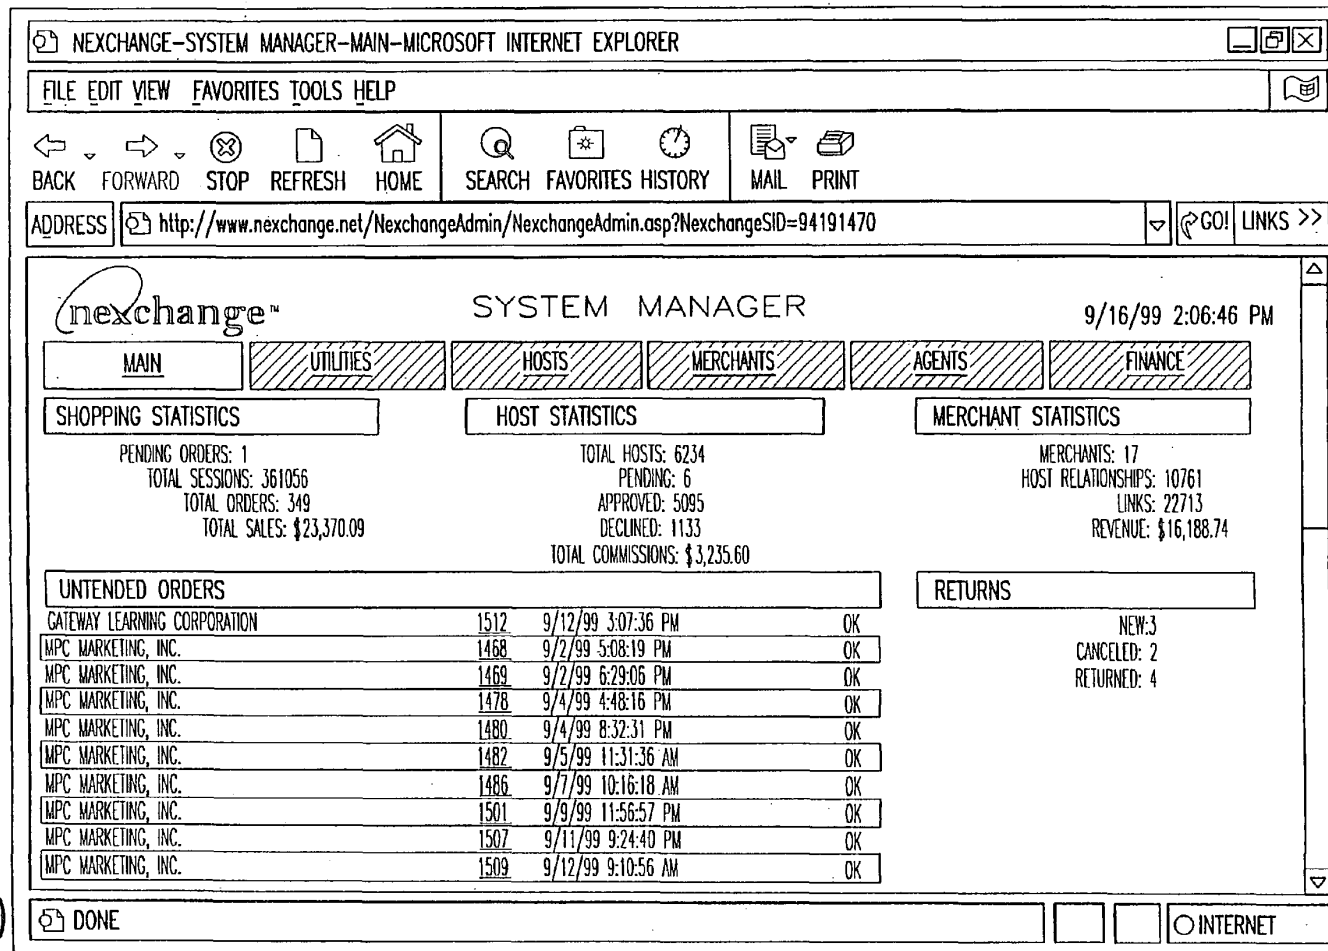 NEXCHANGE-SYSTEM MANAGER-MAIN-MICROSOFT INTERNET EXPLORER
FILE EDIT VIEW FAVORITES TOOLS HELP
BACK FORWARD STOP REFRESH HOME SEARCH FAVORITES HISTORY MAIL PRINT
ADDRESS http://www.nexchange.net/NexchangeAdmin/NexchangeAdmin.asp?NexchangeSID=94191470 GO! LINKS >>
nexchange™ SYSTEM MANAGER 9/16/99 2:06:46 PM
MAIN UTILITIES HOSTS MERCHANTS AGENTS FINANCE
SHOPPING STATISTICS
PENDING ORDERS: 1
TOTAL SESSIONS: 361056
TOTAL ORDERS: 349
TOTAL SALES: $23,370.09
HOST STATISTICS
TOTAL HOSTS: 6234
PENDING: 6
APPROVED: 5095
DECLINED: 1133
TOTAL COMMISSIONS: $3,235.60
MERCHANT STATISTICS
MERCHANTS: 17
HOST RELATIONSHIPS: 10761
LINKS: 22713
REVENUE: $16,188.74
UNTENDED ORDERS
GATEWAY LEARNING CORPORATION 1512 9/12/99 3:07:36 PM OK
MPC MARKETING, INC. 1468 9/2/99 5:08:19 PM OK
MPC MARKETING, INC. 1469 9/2/99 6:29:06 PM OK
MPC MARKETING, INC. 1478 9/4/99 4:48:16 PM OK
MPC MARKETING, INC. 1480 9/4/99 8:32:31 PM OK
MPC MARKETING, INC. 1482 9/5/99 11:31:36 AM OK
MPC MARKETING, INC. 1486 9/7/99 10:16:18 AM OK
MPC MARKETING, INC. 1501 9/9/99 11:56:57 PM OK
MPC MARKETING, INC. 1507 9/11/99 9:24:40 PM OK
MPC MARKETING, INC. 1509 9/12/99 9:10:56 AM OK
RETURNS
NEW:3
CANCELED: 2
RETURNED: 4
DONE INTERNET